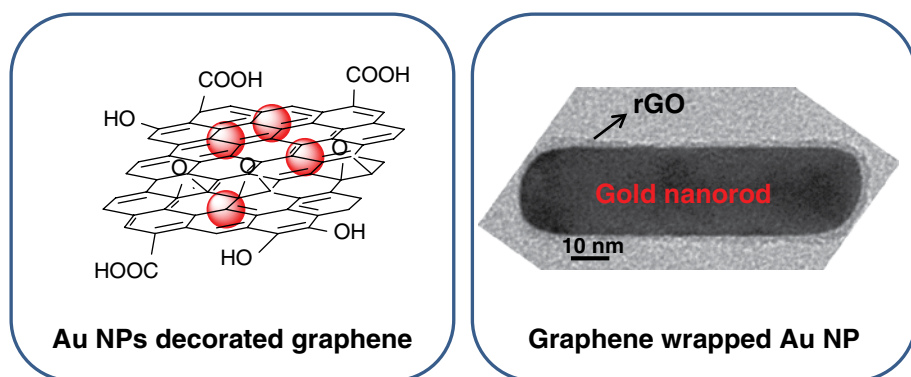 COOH
COOH
HO
O
O
O
OH
HO
HOOC
Au NPs decorated graphene
rGO
Gold nanorod
10 nm
Graphene wrapped Au NP